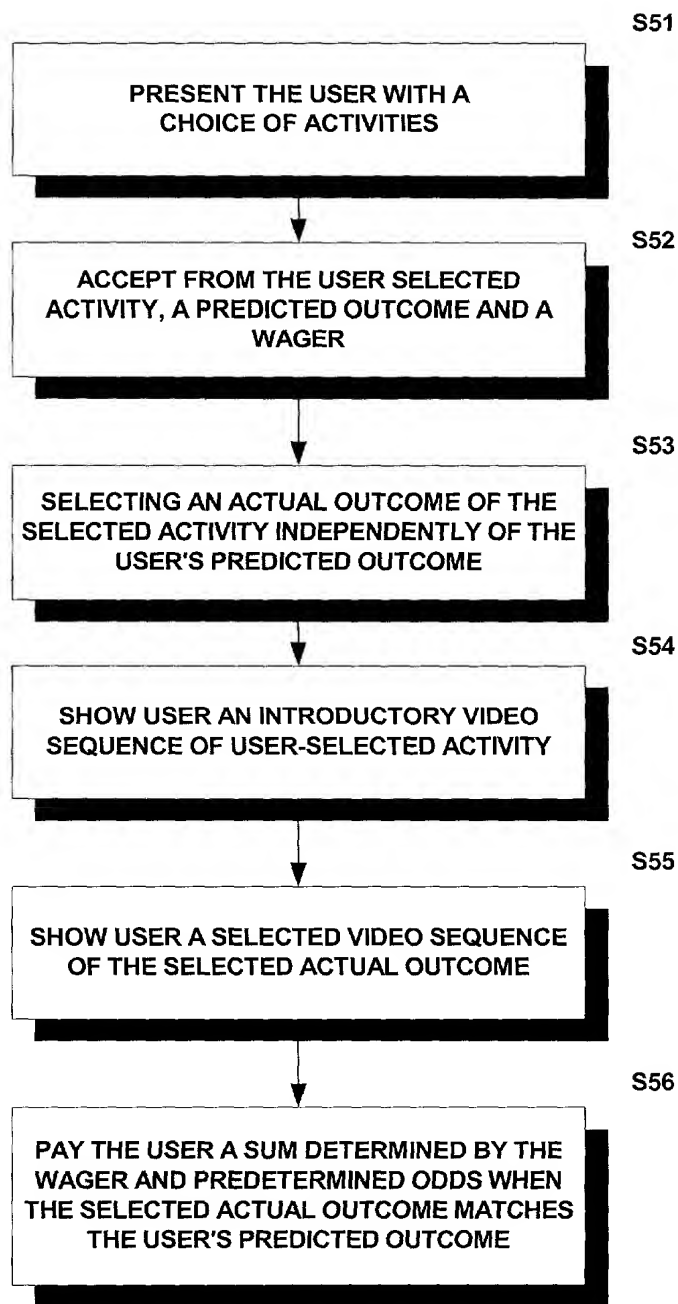 S51
PRESENT THE USER WITH A
CHOICE OF ACTIVITIES
S52
ACCEPT FROM THE USER SELECTED
ACTIVITY, A PREDICTED OUTCOME AND A
WAGER
S53
SELECTING AN ACTUAL OUTCOME OF THE
SELECTED ACTIVITY INDEPENDENTLY OF THE
USER'S PREDICTED OUTCOME
S54
SHOW USER AN INTRODUCTORY VIDEO
SEQUENCE OF USER-SELECTED ACTIVITY
S55
SHOW USER A SELECTED VIDEO SEQUENCE
OF THE SELECTED ACTUAL OUTCOME
S56
PAY THE USER A SUM DETERMINED BY THE
WAGER AND PREDETERMINED ODDS WHEN
THE SELECTED ACTUAL OUTCOME MATCHES
THE USER'S PREDICTED OUTCOME